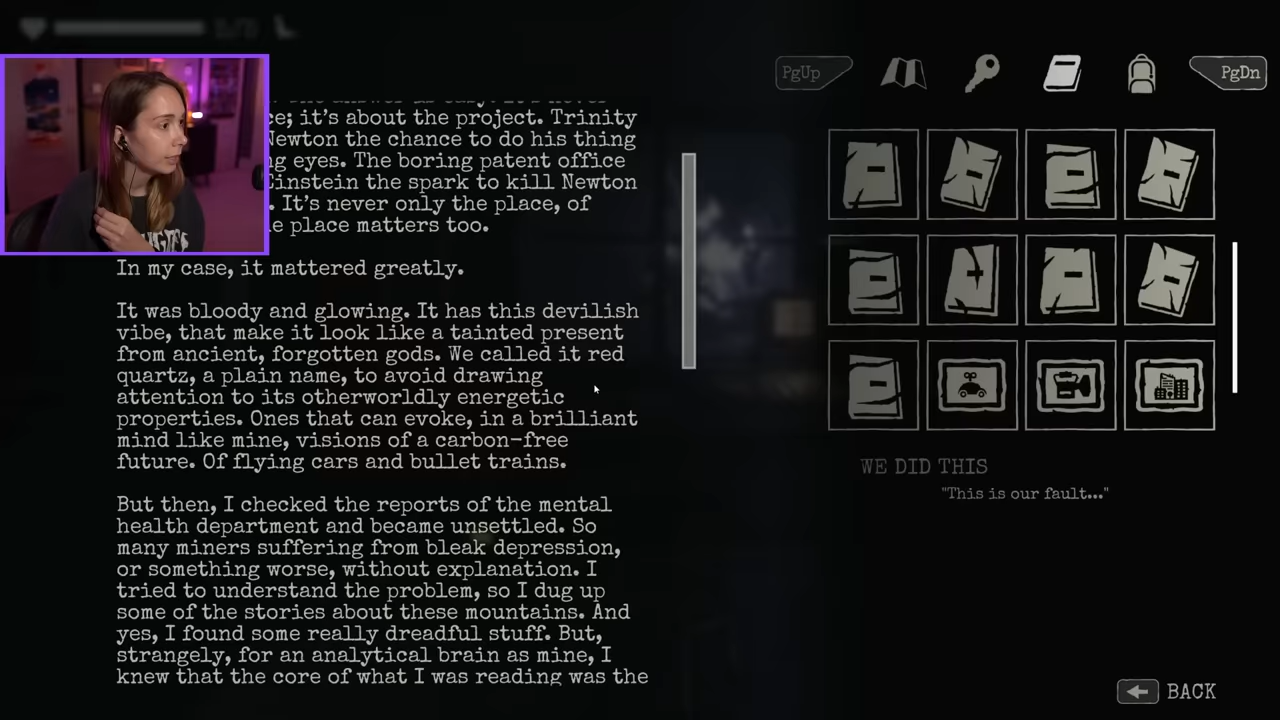 PgUp
PgDn
ce; it's about the project. Trinity
Newton the chance to do his thing
ng eyes. The boring patent office
Einstein the spark to kill Newton
. It's never only the place, of
e place matters too.
In my case, it mattered greatly.
It was bloody and glowing. It has this devilish
vibe, that make it look like a tainted present
from ancient, forgotten gods. We called it red
quartz, a plain name, to avoid drawing
attention to its otherworldly energetic
properties. Ones that can evoke, in a brilliant
mind like mine, visions of a carbon-free
future. Of flying cars and bullet trains.
But then, I checked the reports of the mental
health department and became unsettled. So
many miners suffering from bleak depression,
or something worse, without explanation. I
tried to understand the problem, so I dug up
some of the stories about these mountains. And
yes, I found some really dreadful stuff. But,
strangely, for an analytical brain as mine, I
knew that the core of what I was reading was the
WE DID THIS
"This is our fault..."
BACK